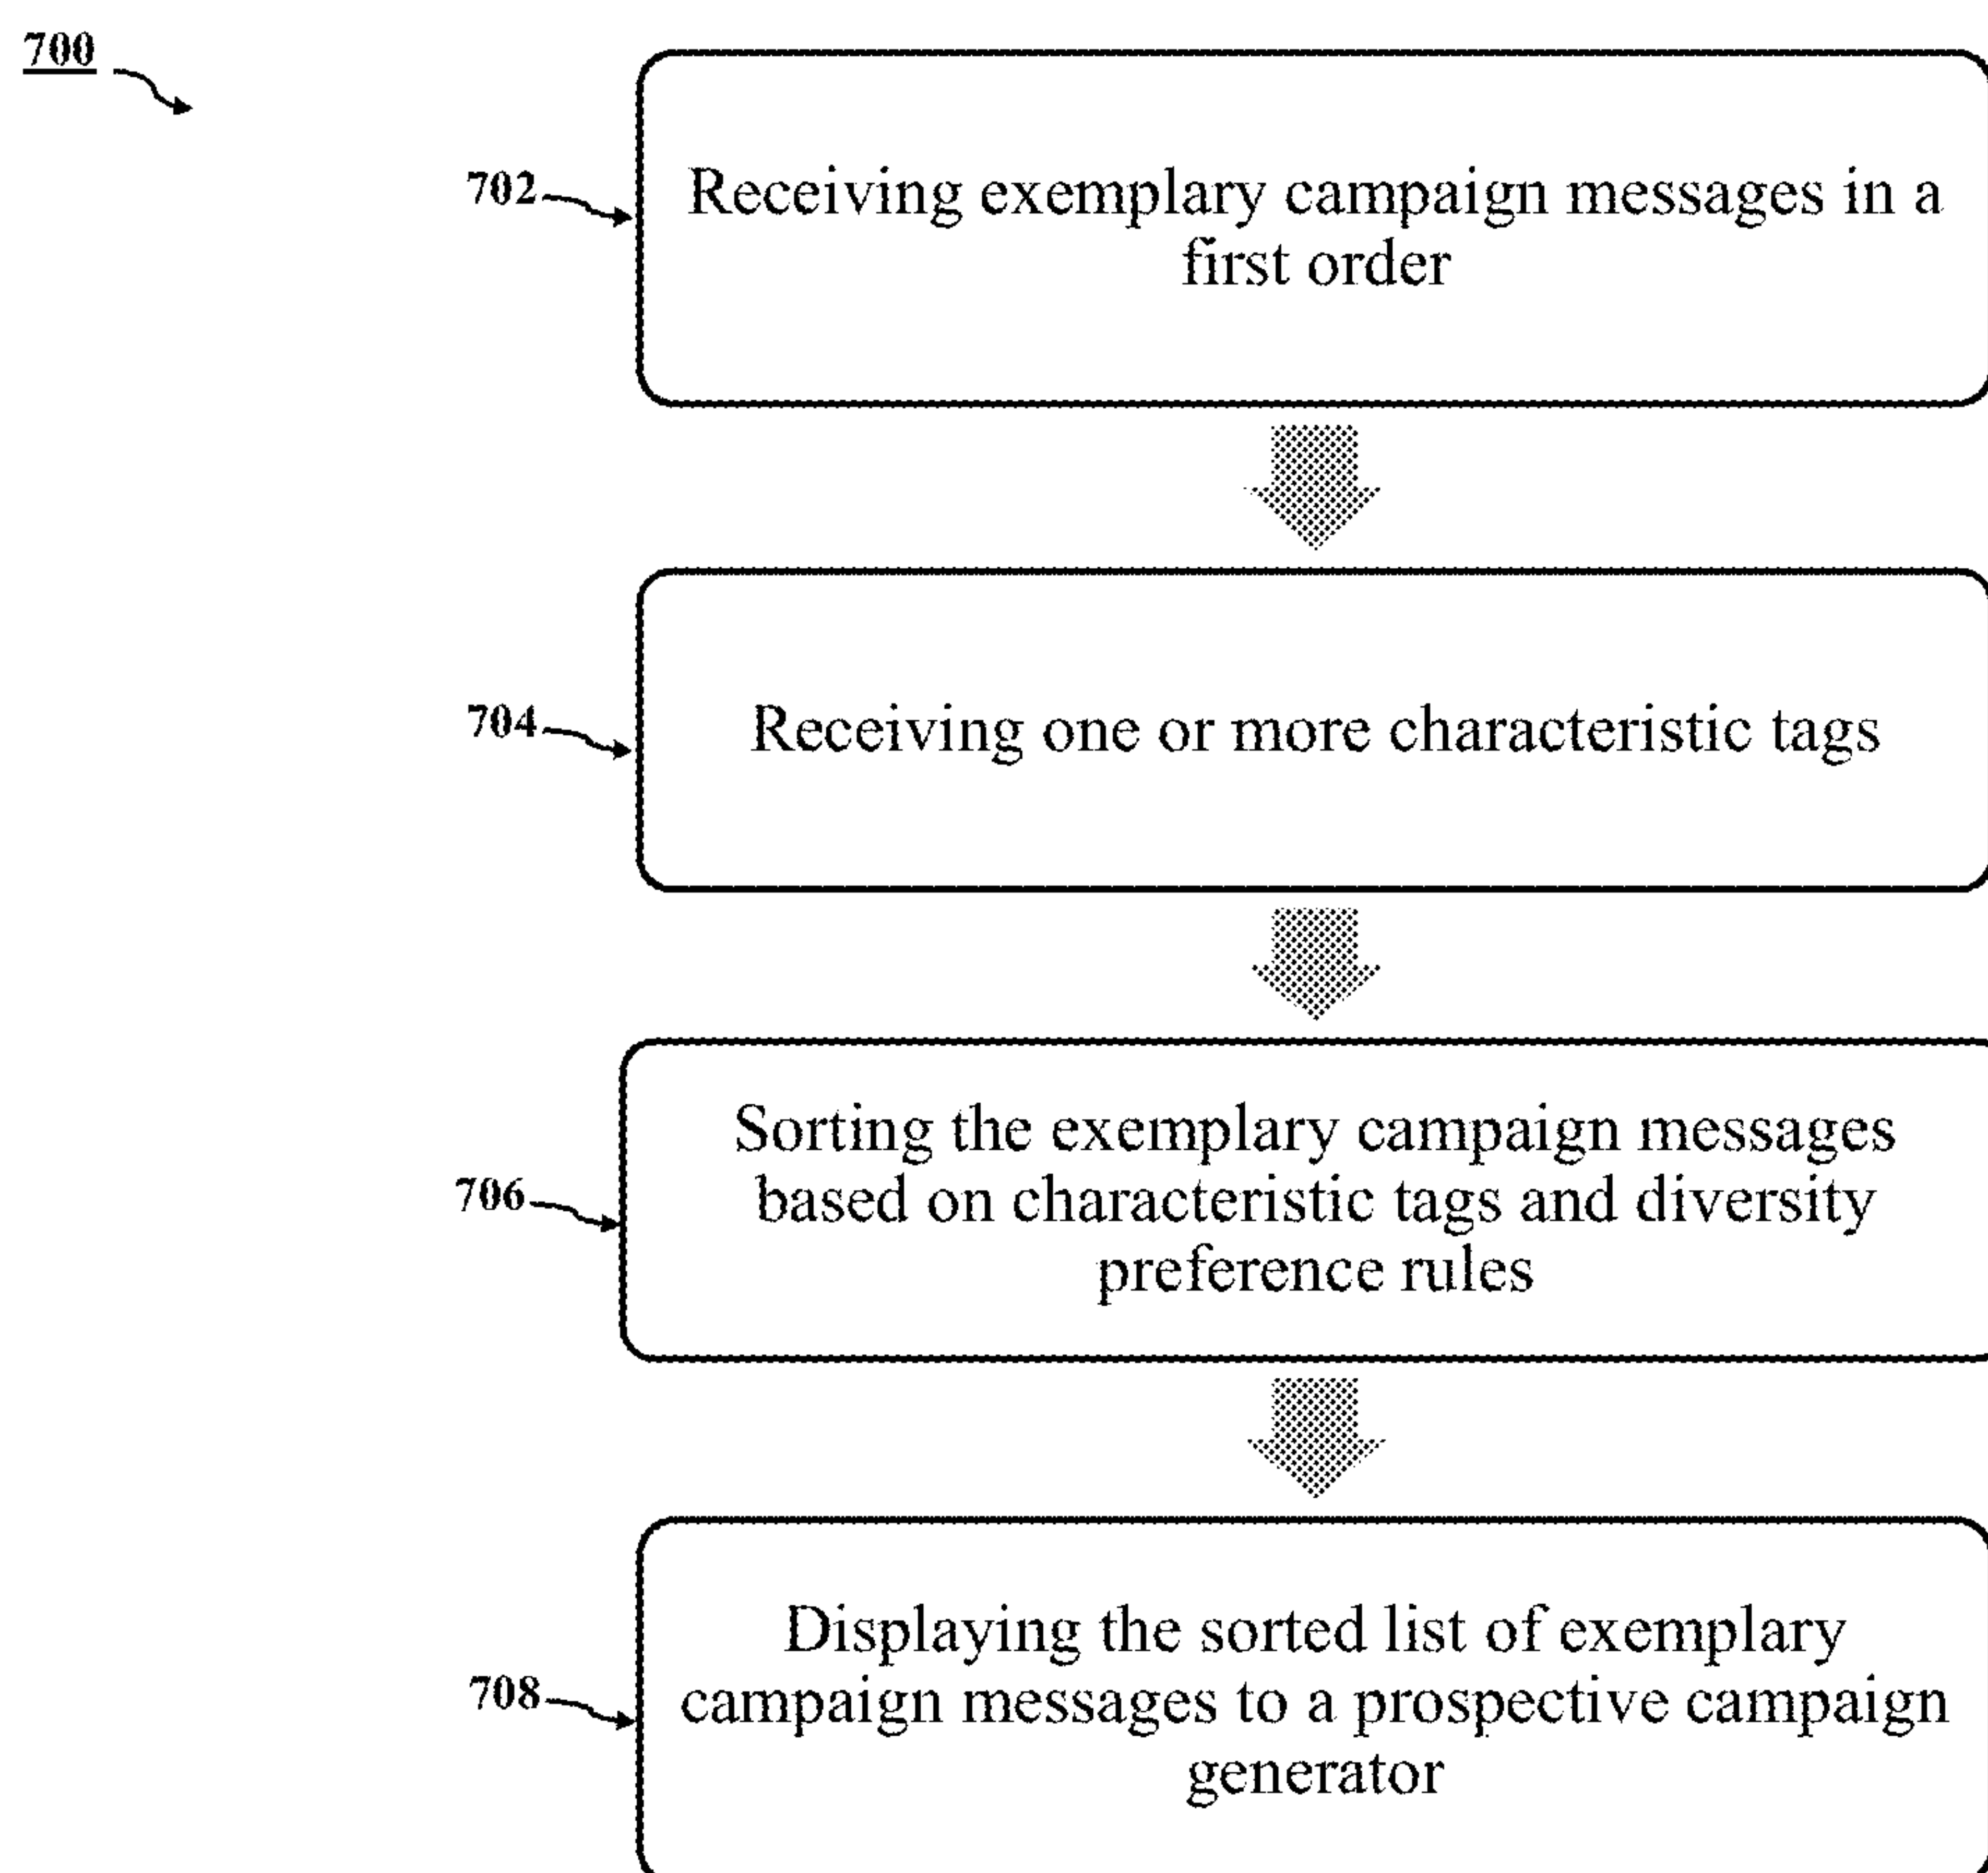 700
702
Receiving exemplary campaign messages in a
first order
704
Receiving one or more characteristic tags
706
Sorting the exemplary campaign messages
based on characteristic tags and diversity
preference rules
708
Displaying the sorted list of exemplary
campaign messages to a prospective campaign
generator